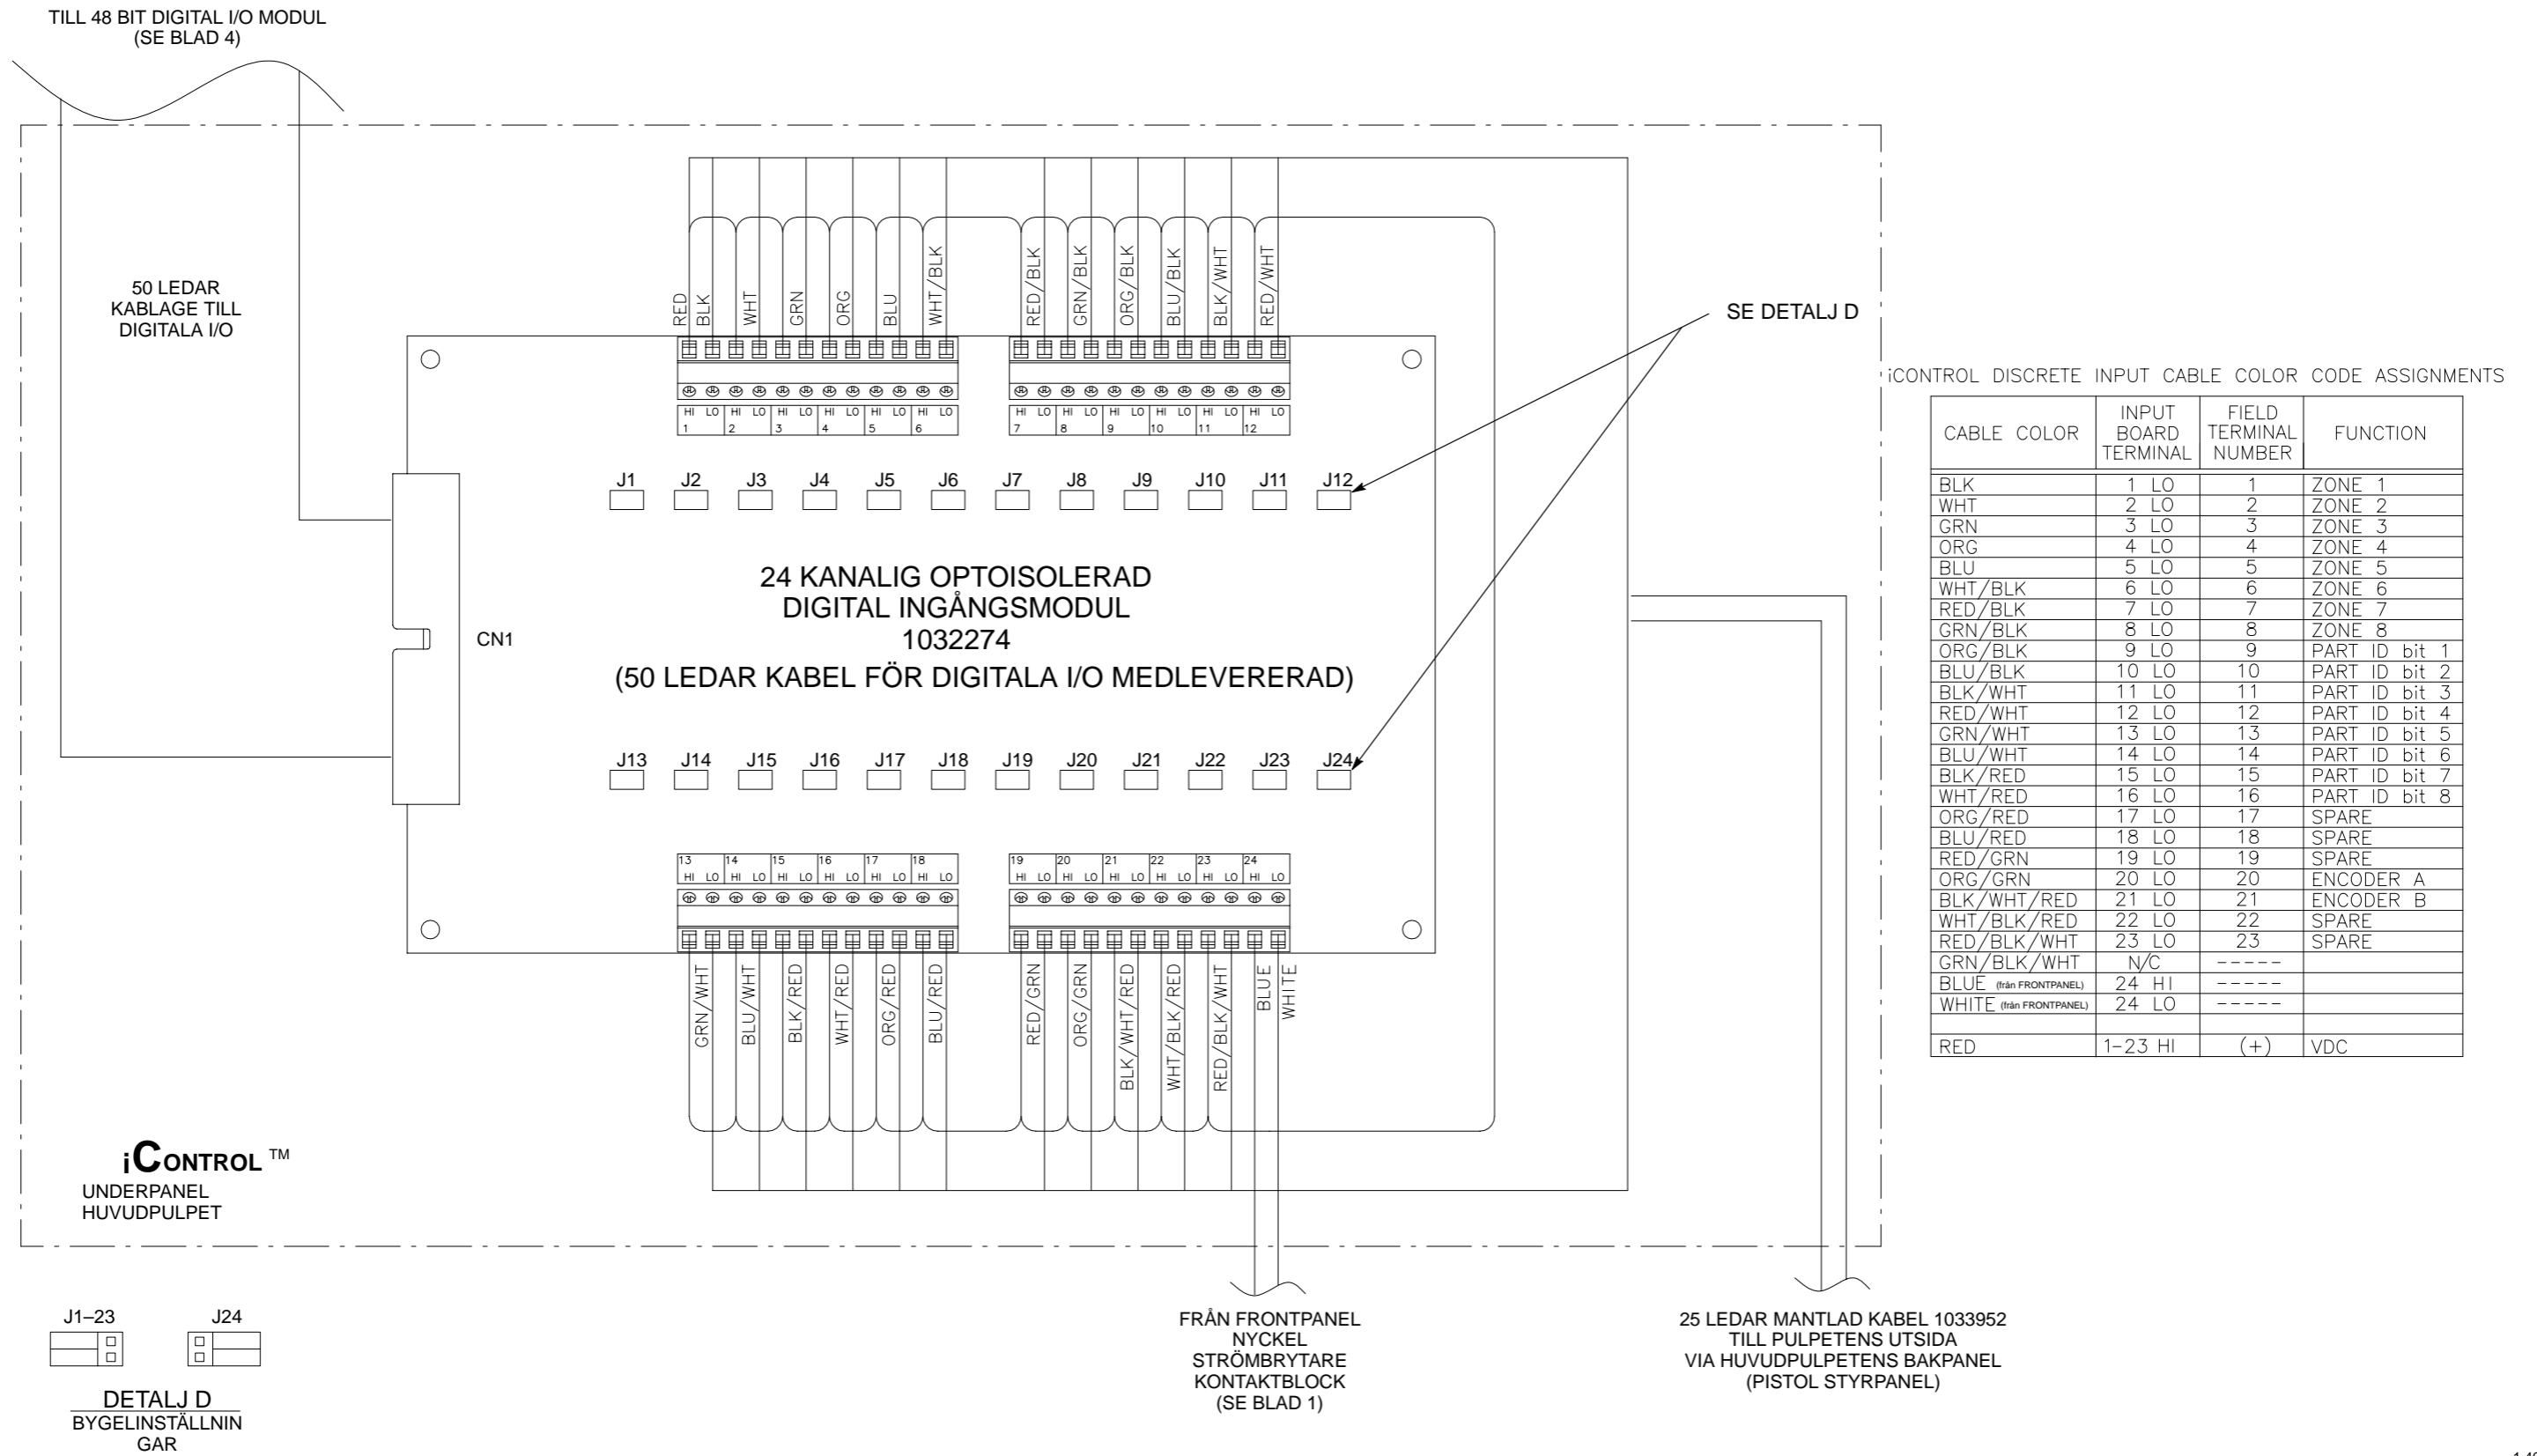 TILL 48 BIT DIGITAL I/O MODUL
(SE BLAD 4)
50 LEDAR
KABLAGE TILL
DIGITALA I/O
RED
BLK
WHT
GRN
ORG
BLU
WHT/BLK
RED/BLK
GRN/BLK
ORG/BLK
BLU/BLK
BLK/WHT
RED/WHT
SE DETALJ D
HI LO HI LO HI LO HI LO HI LO HI LO
1 2 3 4 5 6
HI LO HI LO HI LO HI LO HI LO HI LO
7 8 9 10 11 12
J1 J2 J3 J4 J5 J6 J7 J8 J9 J10 J11 J12
24 KANALIG OPTOISOLERAD
DIGITAL INGÅNGSMODUL
1032274
(50 LEDAR KABEL FÖR DIGITALA I/O MEDLEVERERAD)
CN1
J13 J14 J15 J16 J17 J18 J19 J20 J21 J22 J23 J24
13 14 15 16 17 18
HI LO HI LO HI LO HI LO HI LO HI LO
19 20 21 22 23 24
HI LO HI LO HI LO HI LO HI LO HI LO
GRN/WHT
BLU/WHT
BLK/RED
WHT/RED
ORG/RED
BLU/RED
RED/GRN
ORG/GRN
BLK/WHT/RED
WHT/BLK/RED
RED/BLK/WHT
BLUE
WHITE
iCONTROL ™
UNDERPANEL
HUVUDPULPET
iCONTROL DISCRETE INPUT CABLE COLOR CODE ASSIGNMENTS
CABLE COLOR INPUT BOARD TERMINAL FIELD TERMINAL NUMBER FUNCTION
BLK 1 LO 1 ZONE 1
WHT 2 LO 2 ZONE 2
GRN 3 LO 3 ZONE 3
ORG 4 LO 4 ZONE 4
BLU 5 LO 5 ZONE 5
WHT/BLK 6 LO 6 ZONE 6
RED/BLK 7 LO 7 ZONE 7
GRN/BLK 8 LO 8 ZONE 8
ORG/BLK 9 LO 9 PART ID bit 1
BLU/BLK 10 LO 10 PART ID bit 2
BLK/WHT 11 LO 11 PART ID bit 3
RED/WHT 12 LO 12 PART ID bit 4
GRN/WHT 13 LO 13 PART ID bit 5
BLU/WHT 14 LO 14 PART ID bit 6
BLK/RED 15 LO 15 PART ID bit 7
WHT/RED 16 LO 16 PART ID bit 8
ORG/RED 17 LO 17 SPARE
BLU/RED 18 LO 18 SPARE
RED/GRN 19 LO 19 SPARE
ORG/GRN 20 LO 20 ENCODER A
BLK/WHT/RED 21 LO 21 ENCODER B
WHT/BLK/RED 22 LO 22 SPARE
RED/BLK/WHT 23 LO 23 SPARE
GRN/BLK/WHT N/C -----
BLUE (från FRONTPANEL) 24 HI -----
WHITE (från FRONTPANEL) 24 LO -----
RED 1-23 HI (+) VDC
J1–23 J24
DETALJ D
BYGELINSTÄLLNIN
GAR
FRÅN FRONTPANEL
NYCKEL
STRÖMBRYTARE
KONTAKTBLOCK
(SE BLAD 1)
25 LEDAR MANTLAD KABEL 1033952
TILL PULPETENS UTSIDA
VIA HUVUDPULPETENS BAKPANEL
(PISTOL STYRPANEL)